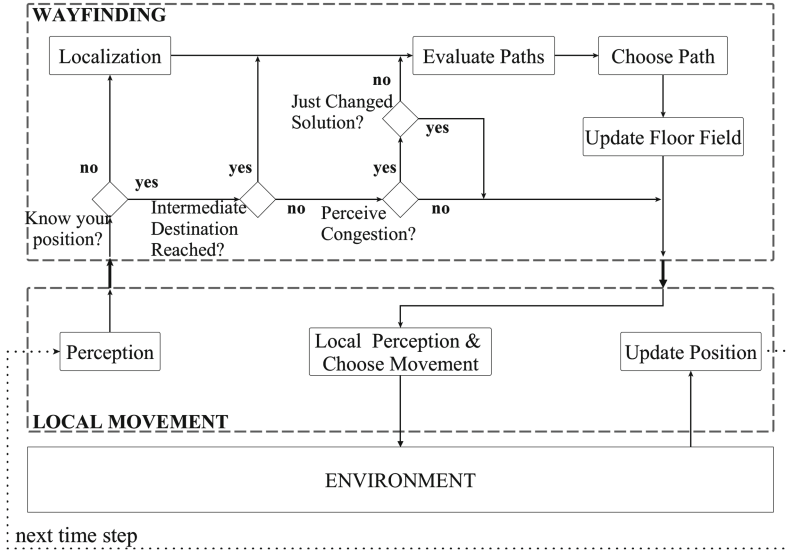 WAYFINDING
Localization
Evaluate Paths
Choose Path
no
Just Changed
Solution?
yes
Update Floor Field
no
yes
yes
yes
Know your
position?
Intermediate
Destination
Reached?
no
Perceive
Congestion?
no
Perception
Local Perception &
Choose Movement
Update Position
LOCAL MOVEMENT
ENVIRONMENT
next time step